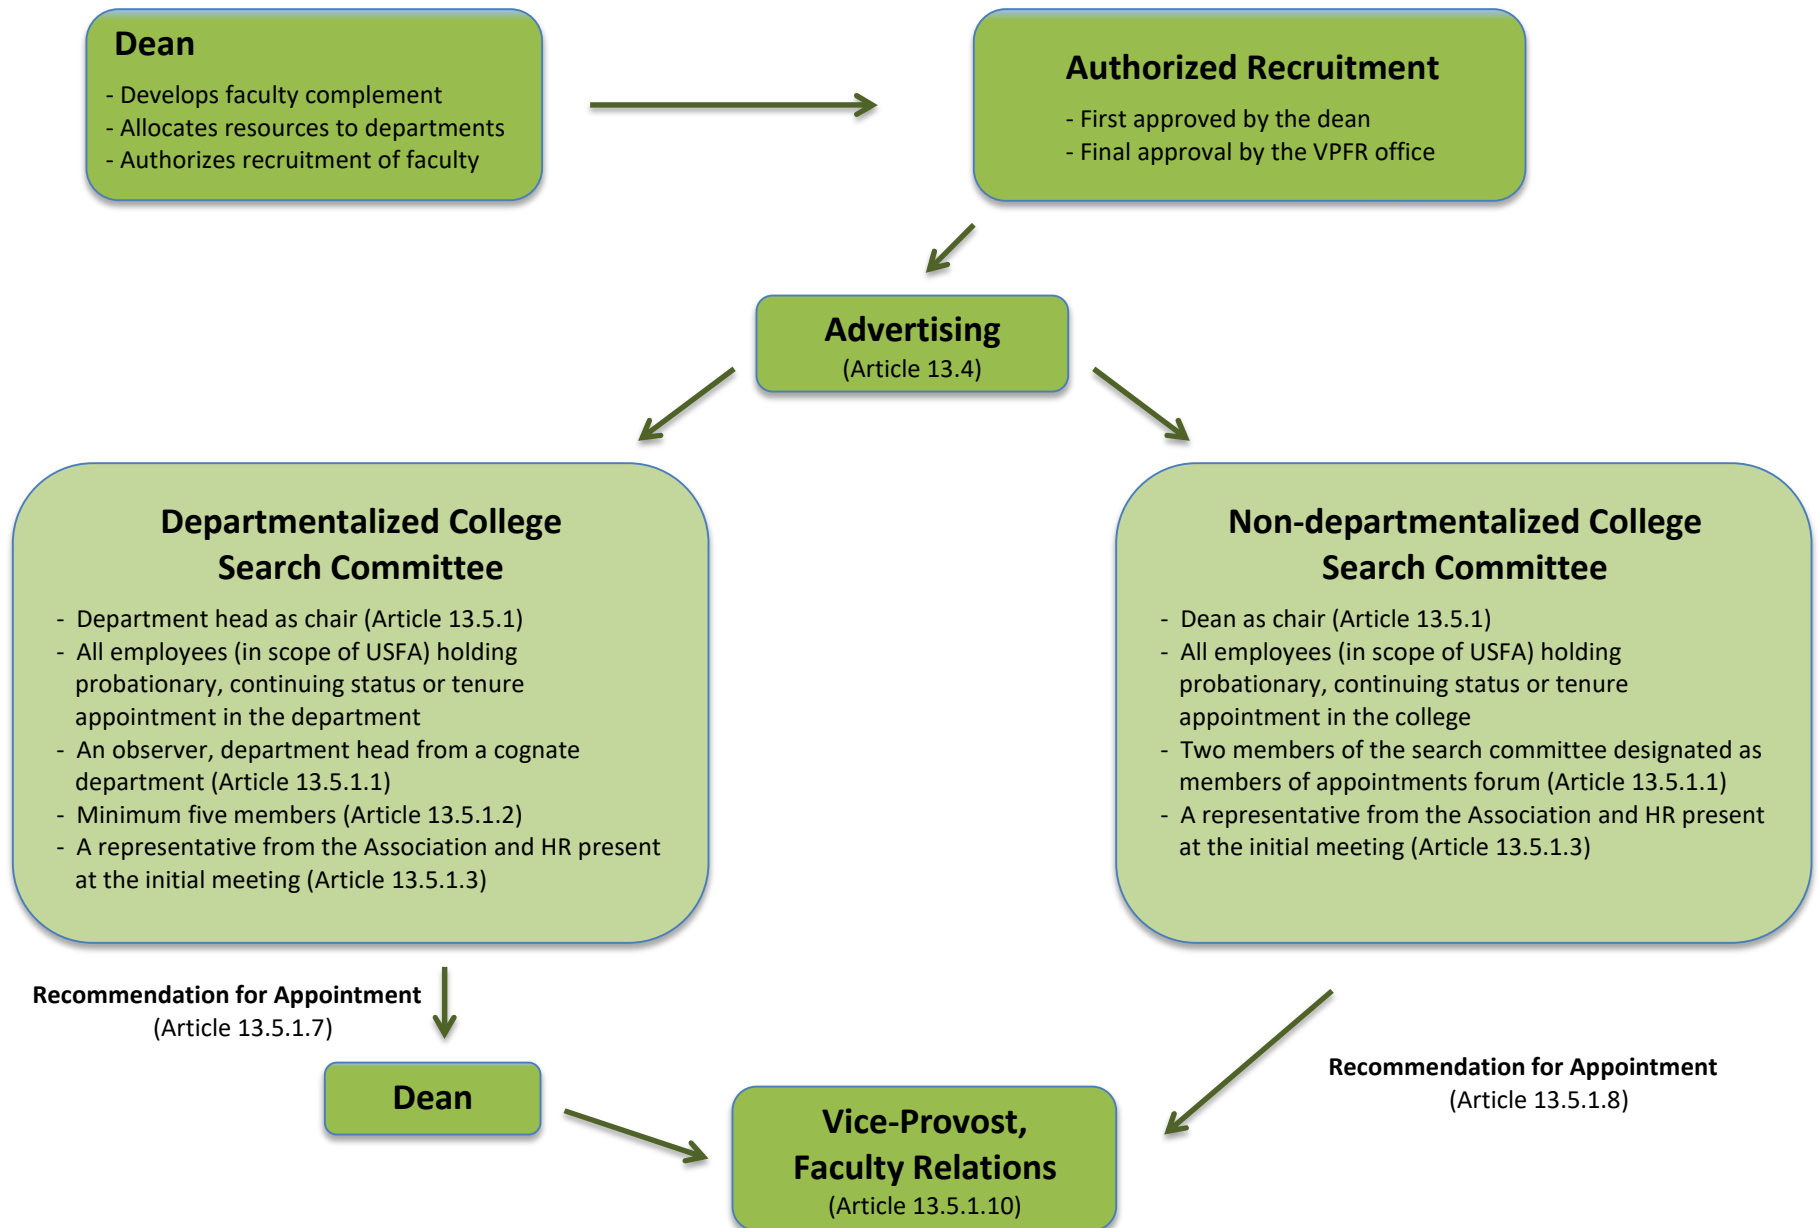 Dean
- Develops faculty complement
- Allocates resources to departments
- Authorizes recruitment of faculty
Authorized Recruitment
- First approved by the dean
- Final approval by the VPFR office
Advertising
(Article 13.4)
Departmentalized College
Search Committee
- Department head as chair (Article 13.5.1)
- All employees (in scope of USFA) holding
probationary, continuing status or tenure
appointment in the department
- An observer, department head from a cognate
department (Article 13.5.1.1)
- Minimum five members (Article 13.5.1.2)
- A representative from the Association and HR present
at the initial meeting (Article 13.5.1.3)
Non-departmentalized College
Search Committee
- Dean as chair (Article 13.5.1)
- All employees (in scope of USFA) holding
probationary, continuing status or tenure
appointment in the college
- Two members of the search committee designated as
members of appointments forum (Article 13.5.1.1)
- A representative from the Association and HR present
at the initial meeting (Article 13.5.1.3)
Recommendation for Appointment
(Article 13.5.1.7)
Dean
Recommendation for Appointment
(Article 13.5.1.8)
Vice-Provost,
Faculty Relations
(Article 13.5.1.10)